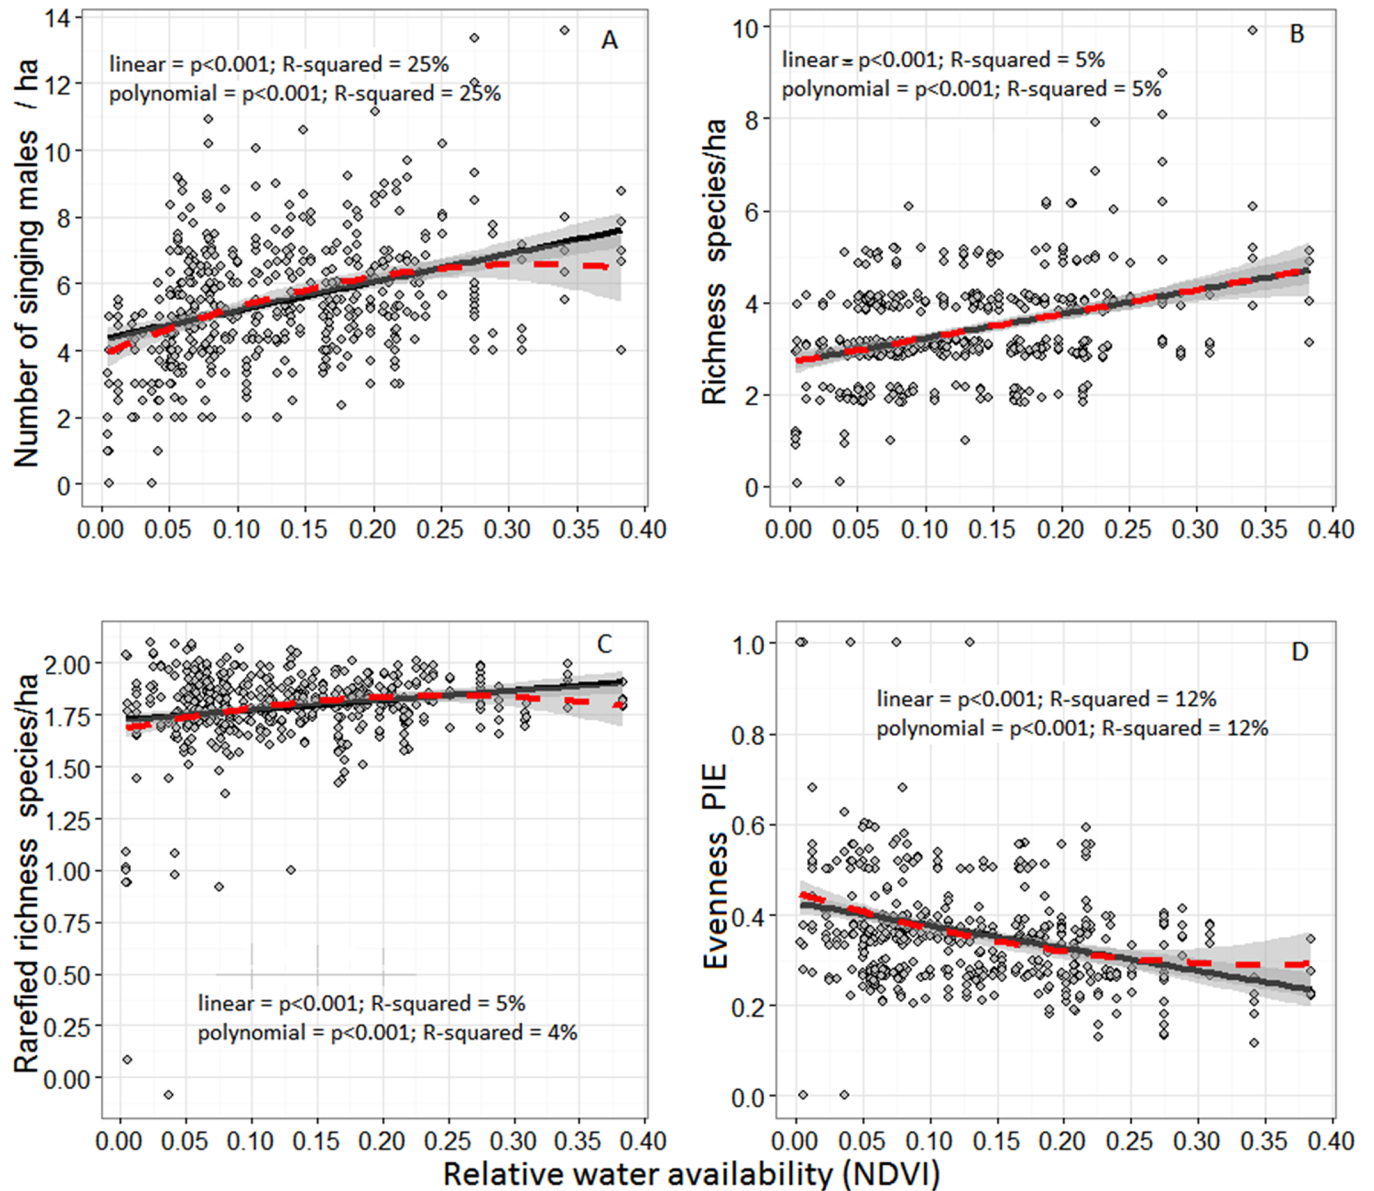 A
linear = p<0.001; R-squared = 25%
polynomial = p<0.001; R-squared = 25%
Number of singing males / ha
14
12
10
8
6
4
2
0
0.00 0.05 0.10 0.15 0.20 0.25 0.30 0.35 0.40
B
linear = p<0.001; R-squared = 5%
polynomial = p<0.001; R-squared = 5%
Richness species/ha
10
8
6
4
2
0
0.00 0.05 0.10 0.15 0.20 0.25 0.30 0.35 0.40
C
Rarefied richness species/ha
2.00
1.75
1.50
1.25
1.00
0.75
0.50
0.25
0.00
linear = p<0.001; R-squared = 5%
polynomial = p<0.001; R-squared = 4%
0.00 0.05 0.10 0.15 0.20 0.25 0.30 0.35 0.40
D
linear = p<0.001; R-squared = 12%
polynomial = p<0.001; R-squared = 12%
Evenness PIE
1.0
0.8
0.6
0.4
0.2
0.0
0.00 0.05 0.10 0.15 0.20 0.25 0.30 0.35 0.40
Relative water availability (NDVI)